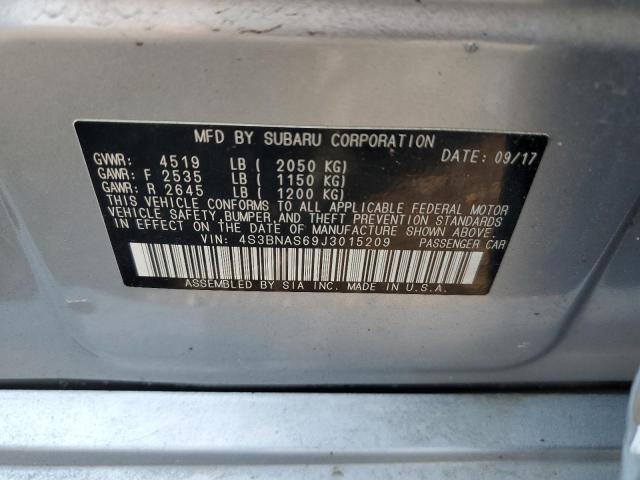 MFD BY SUBARU CORPORATION
GVWR: 4519 LB ( 2050 KG) DATE: 09/17
GAWR: F 2535 LB ( 1150 KG)
GAWR: R 2645 LB ( 1200 KG)
THIS VEHICLE CONFORMS TO ALL APPLICABLE FEDERAL MOTOR
VEHICLE SAFETY, BUMPER, AND THEFT PREVENTION STANDARDS
IN EFFECT ON THE DATE OF MANUFACTURE SHOWN ABOVE.
VIN: 4S3BNAS69J3015209 PASSENGER CAR
ASSEMBLED BY SIA INC. MADE IN U.S.A.